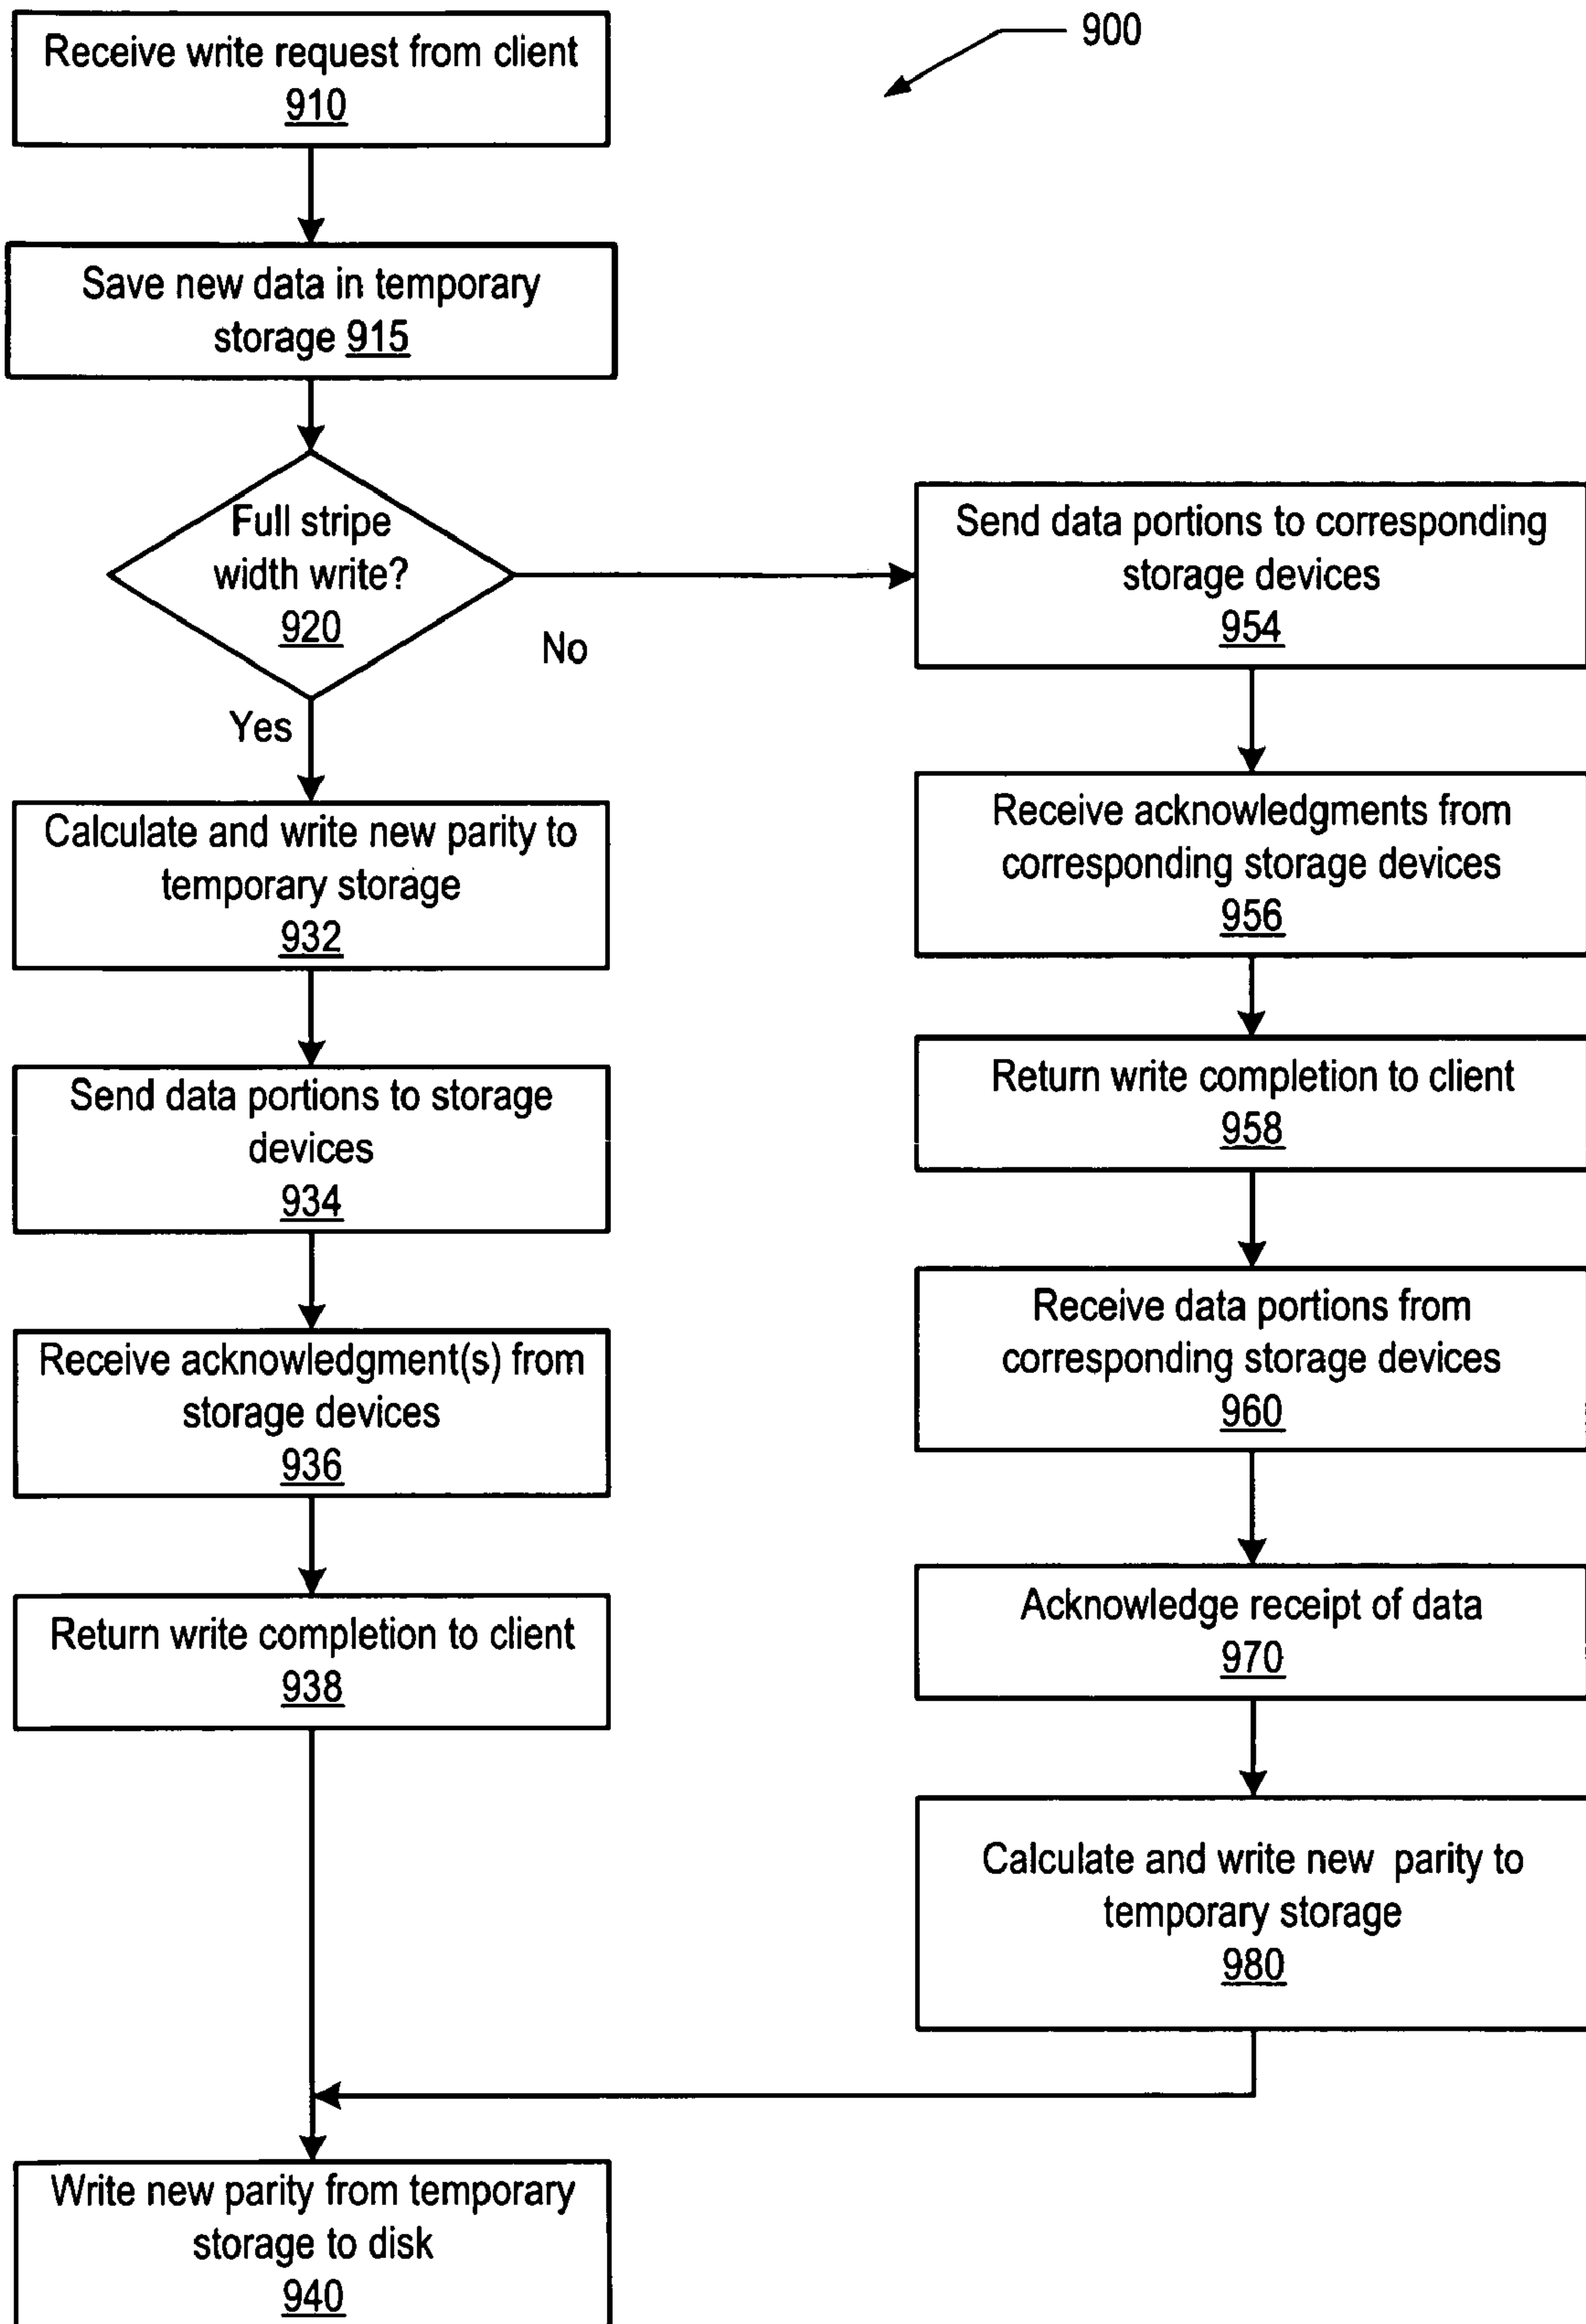 900
Receive write request from client
910
Save new data in temporary
storage 915
Full stripe
width write?
920
No
Yes
Calculate and write new parity to
temporary storage
932
Send data portions to storage
devices
934
Receive acknowledgment(s) from
storage devices
936
Return write completion to client
938
Send data portions to corresponding
storage devices
954
Receive acknowledgments from
corresponding storage devices
956
Return write completion to client
958
Receive data portions from
corresponding storage devices
960
Acknowledge receipt of data
970
Calculate and write new parity to
temporary storage
980
Write new parity from temporary
storage to disk
940